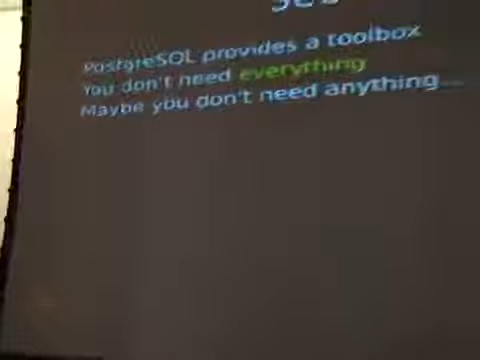 PostgreSQL provides a toolbox
You don't need everything
Maybe you don't need anything...